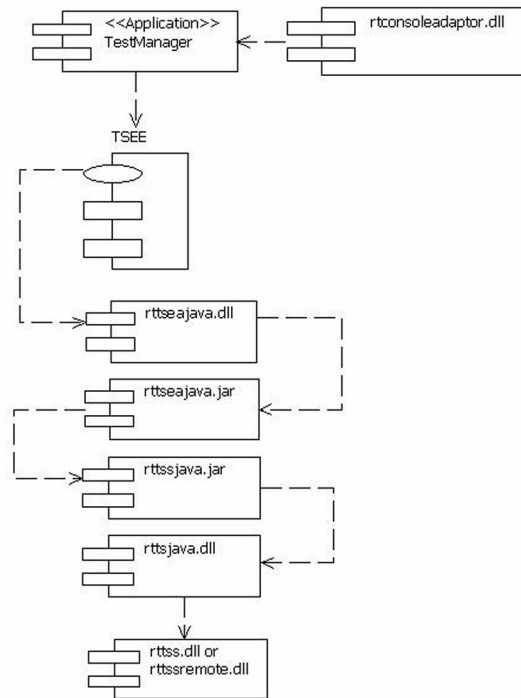 <<Application>>
TestManager
rtconsoleadaptor.dll
TSEE
rttseajava.dll
rttseajava.jar
rttssjava.jar
rttsjava.dll
rttss.dll or
rttssremote.dll